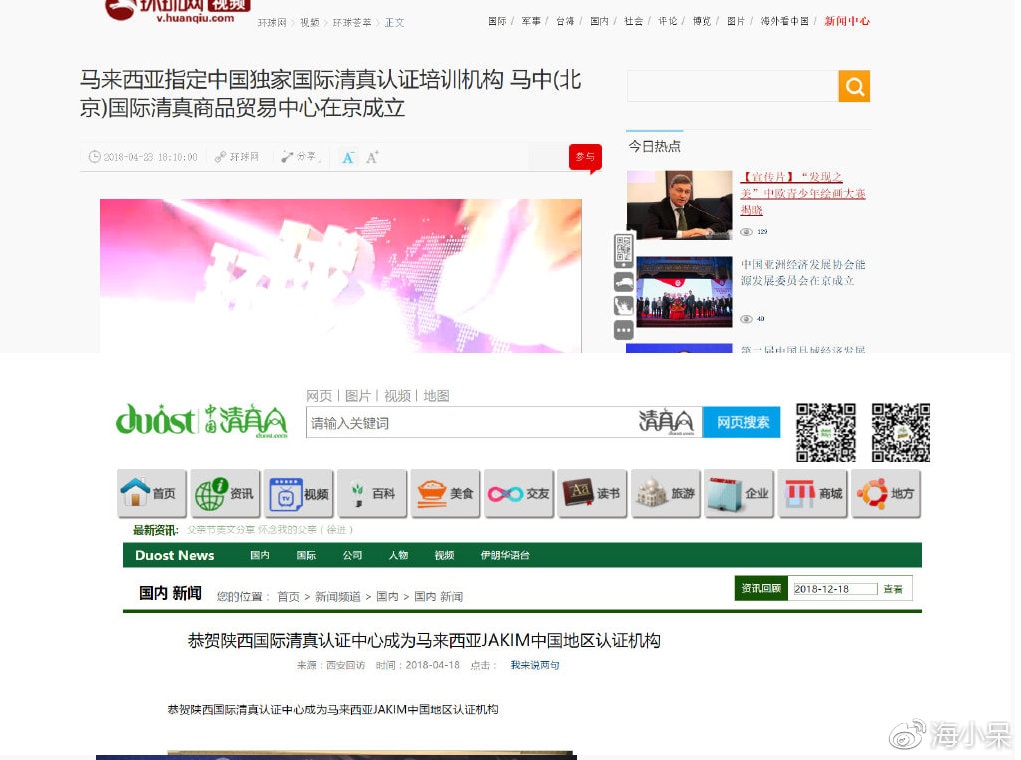 环球网 视频
v.huanqiu.com
环球网 > 视频 > 环球荟萃 > 正文
国际 / 军事 / 台海 / 国内 / 社会 / 评论 / 博览 / 图片 / 海外看中国 / 新闻中心
马来西亚指定中国独家国际清真认证培训机构 马中(北
京)国际清真商品贸易中心在京成立
2018-04-23 18:10:00 环球网 分享 A- A+ 参与
今日热点
【宣传片】“发现之
美”中欧青少年绘画大赛
揭晓
129
中国亚洲经济发展协会能
源发展委员会在京成立
40
第二届中国县域经济发展
网页 | 图片 | 视频 | 地图
duost 中国清真网
duost.com
请输入关键词
清真网
duost.com
网页搜索
首页 资讯 视频 百科 美食 交友 读书 旅游 企业 商城 地方
最新资讯: 父亲节英文分享 怀念我的父亲（徐进）
Duost News 国内 国际 公司 人物 视频 伊朗华语台
国内 新闻 您的位置： 首页 > 新闻频道 > 国内 > 国内 新闻
资讯回顾 2018-12-18 查看
恭贺陕西国际清真认证中心成为马来西亚JAKIM中国地区认证机构
来源：西安回访 时间：2018-04-18 点击： 我来说两句
恭贺陕西国际清真认证中心成为马来西亚JAKIM中国地区认证机构
海小呆